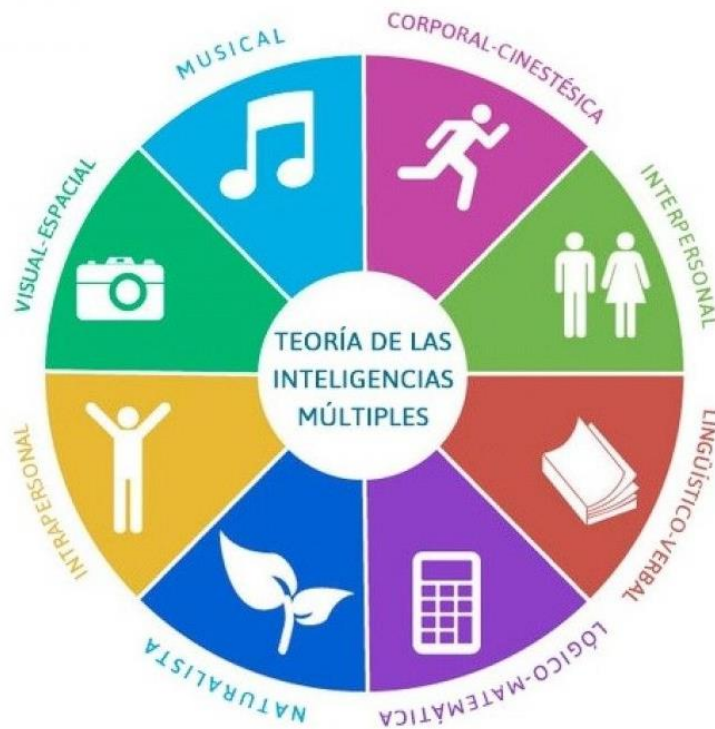 MUSICAL
CORPORAL-CINESTÉSICA
INTERPERSONAL
LINGÜÍSTICO-VERBAL
LÓGICO-MATEMÁTICA
NATURALISTA
INTRAPERSONAL
VISUAL-ESPACIAL
TEORÍA DE LAS
INTELIGENCIAS
MÚLTIPLES